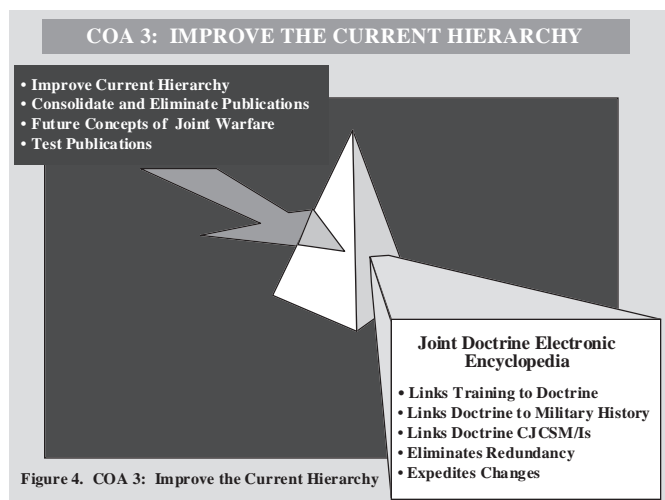 COA 3: IMPROVE THE CURRENT HIERARCHY
• Improve Current Hierarchy
• Consolidate and Eliminate Publications
• Future Concepts of Joint Warfare
• Test Publications
Joint Doctrine Electronic
Encyclopedia
• Links Training to Doctrine
• Links Doctrine to Military History
• Links Doctrine CJCSM/Is
• Eliminates Redundancy
• Expedites Changes
Figure 4. COA 3: Improve the Current Hierarchy